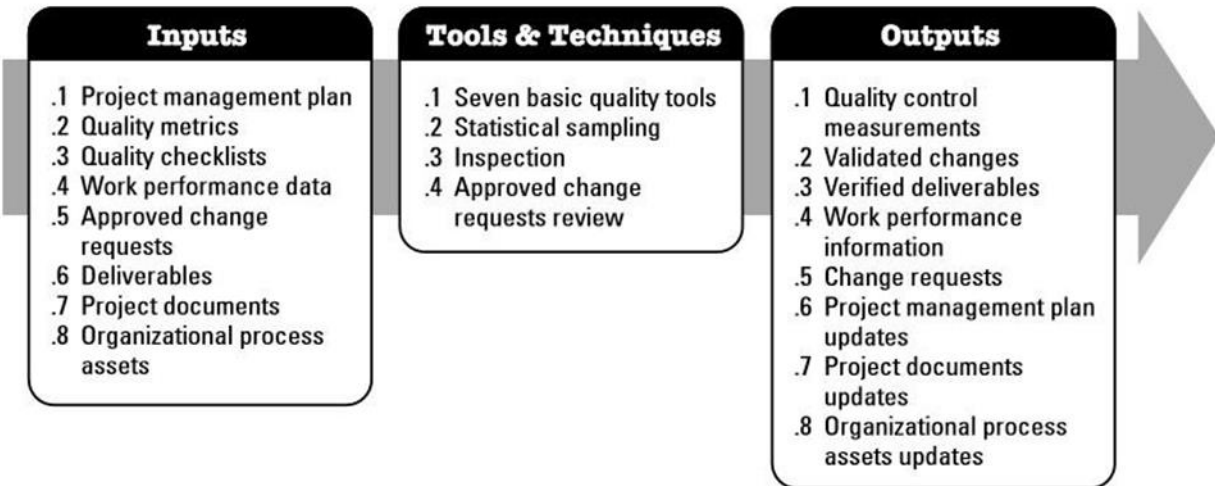 Inputs
.1 Project management plan
.2 Quality metrics
.3 Quality checklists
.4 Work performance data
.5 Approved change
requests
.6 Deliverables
.7 Project documents
.8 Organizational process
assets
Tools & Techniques
.1 Seven basic quality tools
.2 Statistical sampling
.3 Inspection
.4 Approved change
requests review
Outputs
.1 Quality control
measurements
.2 Validated changes
.3 Verified deliverables
.4 Work performance
information
.5 Change requests
.6 Project management plan
updates
.7 Project documents
updates
.8 Organizational process
assets updates